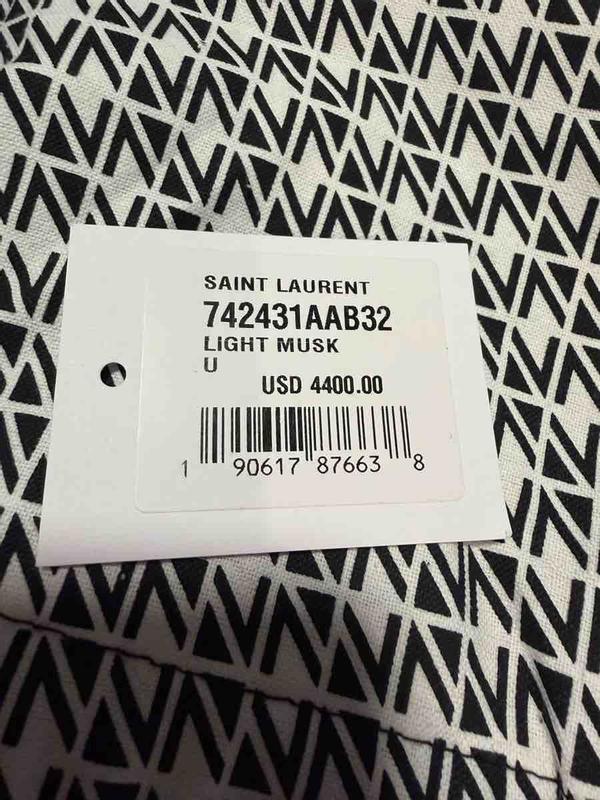 SAINT LAURENT
742431AAB32
LIGHT MUSK
U
USD 4400.00
1 90617 87663 8